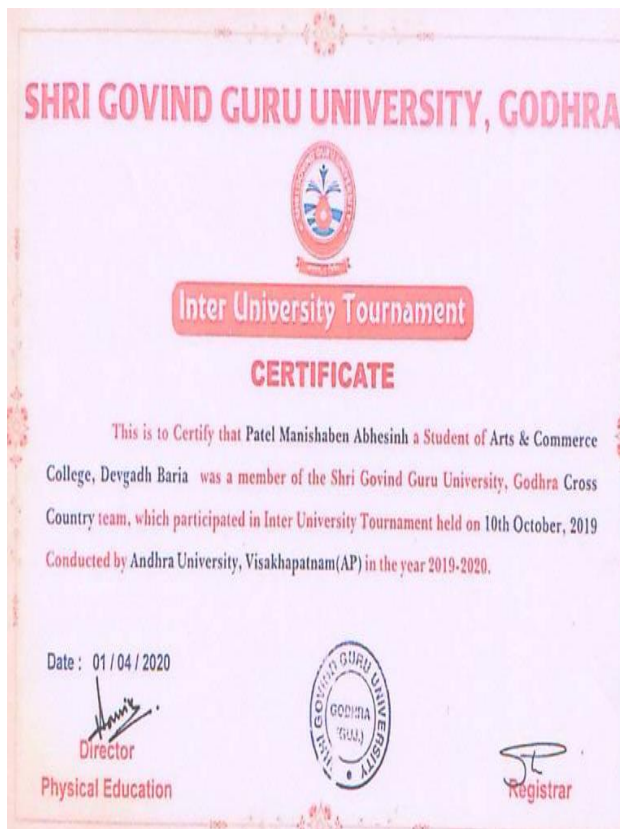 SHRI GOVIND GURU UNIVERSITY, GODHRA
Inter University Tournament
CERTIFICATE
This is to Certify that Patel Manishaben Abhesinh a Student of Arts & Commerce
College, Devgadh Baria was a member of the Shri Govind Guru University, Godhra Cross
Country team, which participated in Inter University Tournament held on 10th October, 2019
Conducted by Andhra University, Visakhapatnam(AP) in the year 2019-2020.
Date : 01 / 04 / 2020
SHRI GOVIND GURU UNIVERSITY
GODHRA
(GUJ.)
Director
Physical Education
Registrar